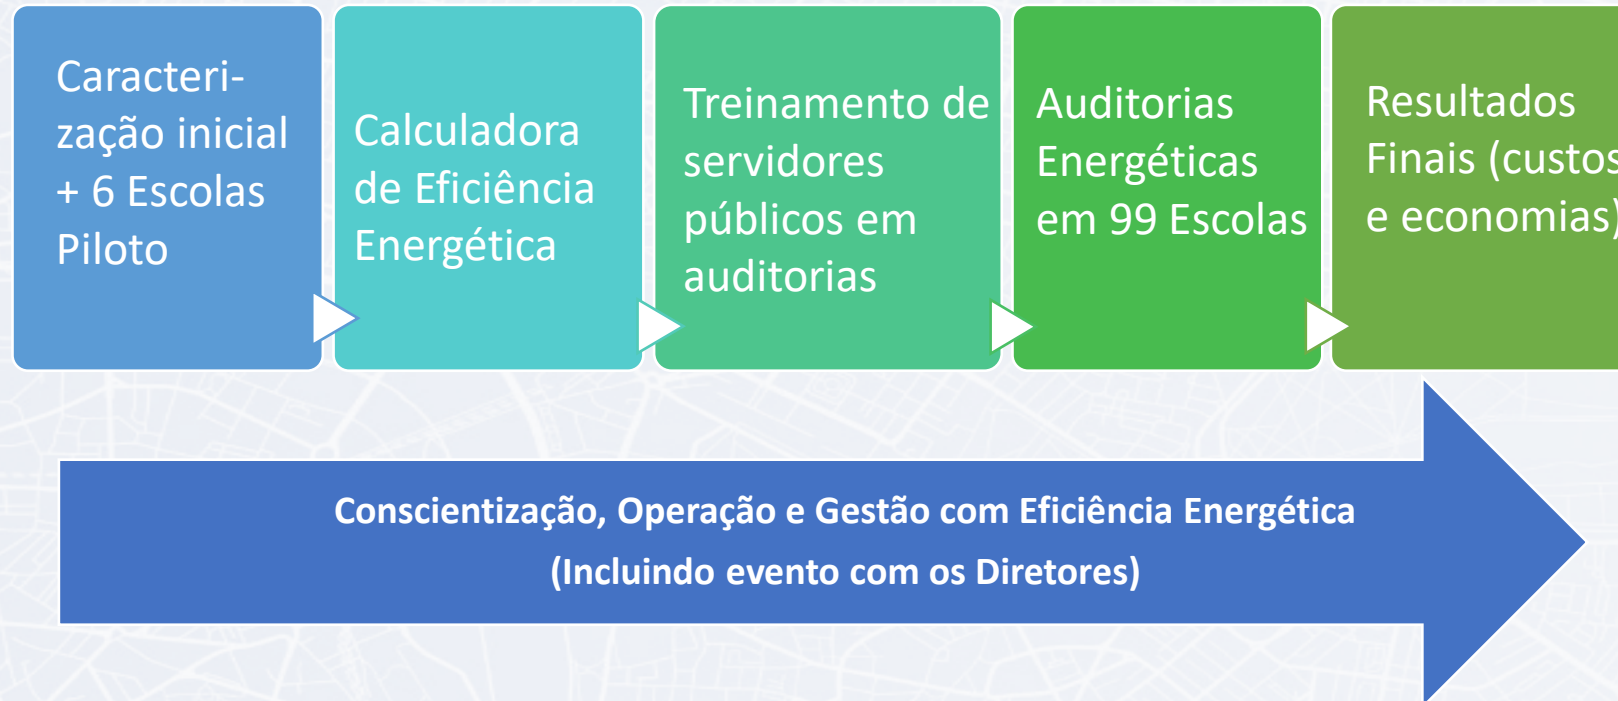 Caracteri-
zação inicial
+ 6 Escolas
Piloto
Calculadora
de Eficiência
Energética
Treinamento de
servidores
públicos em
auditorias
Auditorias
Energéticas
em 99 Escolas
Resultados
Finais (custos
e economias)
Conscientização, Operação e Gestão com Eficiência Energética
(Incluindo evento com os Diretores)